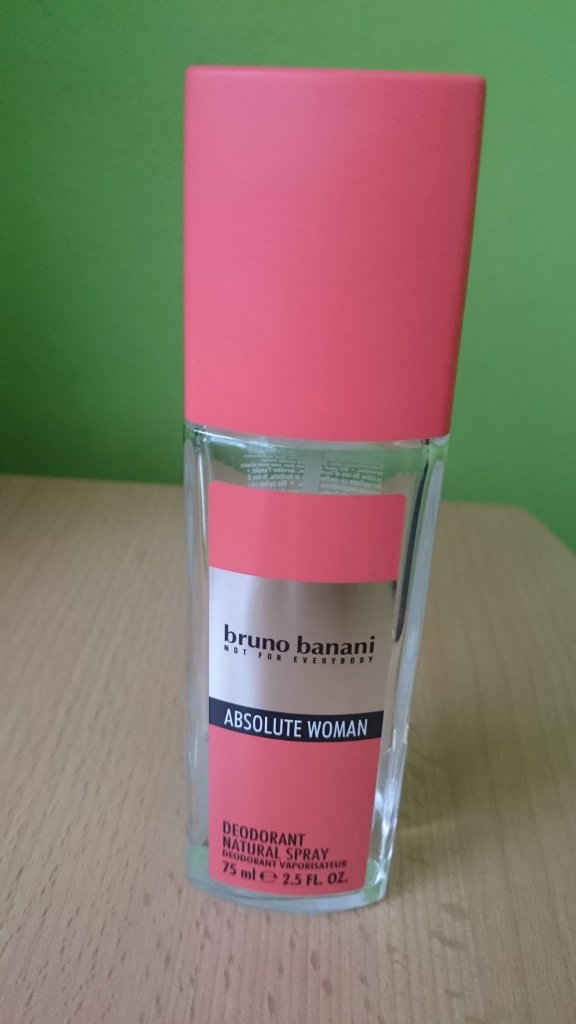 bruno banani
NOT FOR EVERYBODY
ABSOLUTE WOMAN
DEODORANT
NATURAL SPRAY
DEODORANT VAPORISATEUR
75 ml ℮ 2.5 FL. OZ.